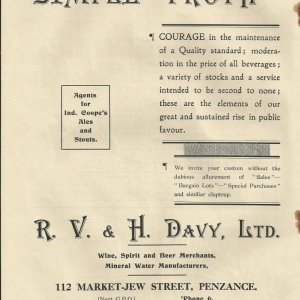 SIMPLE TRUTH
¶ COURAGE in the maintenance
of a Quality standard; modera-
tion in the price of all beverages;
a variety of stocks and a service
intended to be second to none;
these are the elements of our
great and sustained rise in public
favour.
Agents
for
Ind. Coope's
Ales
and
Stouts.
¶ We invite your custom without the
dubious allurement of "Sales"—
"Bargain Lots"—"Special Purchases"
and similiar claptrap.
R. V. & H. DAVY, LTD.
Wine, Spirit and Beer Merchants,
Mineral Water Manufacturers,
112 MARKET-JEW STREET, PENZANCE.
(Next G.P.O.) 'Phone 6.